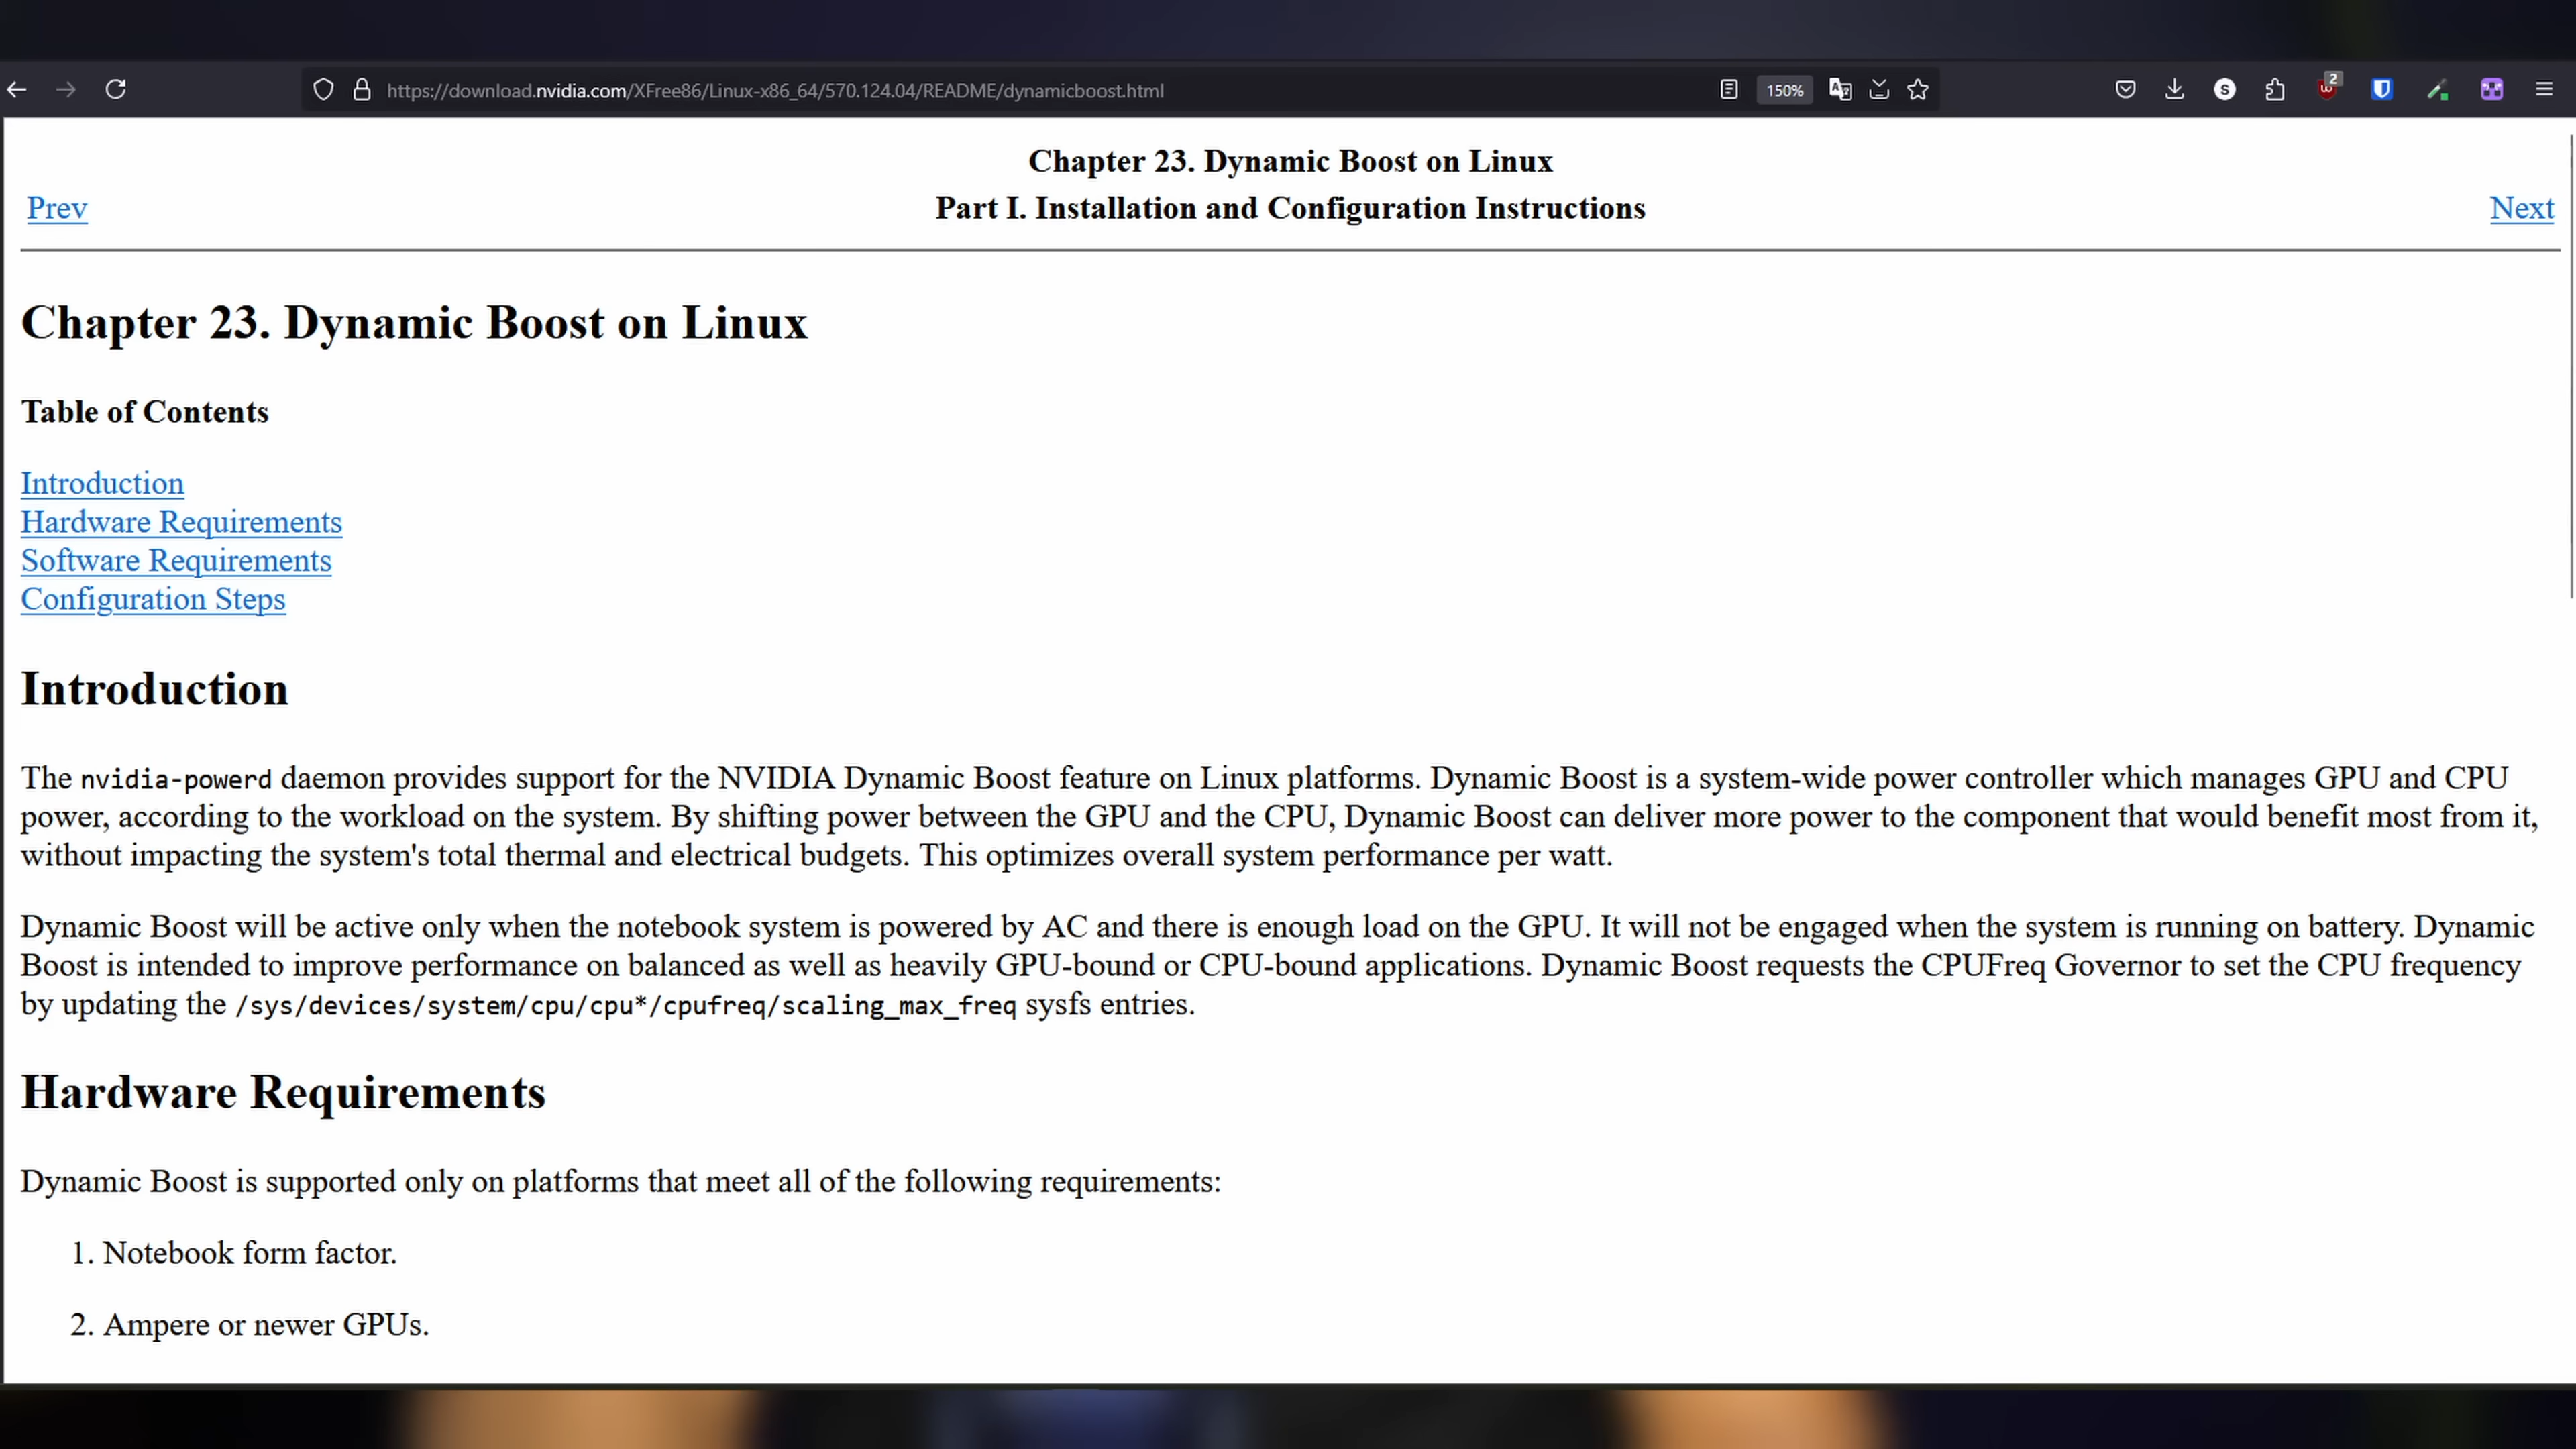 https://download.nvidia.com/XFree86/Linux-x86_64/570.124.04/README/dynamicboost.html
150%
S
2
Chapter 23. Dynamic Boost on Linux
Prev
Part I. Installation and Configuration Instructions
Next
Chapter 23. Dynamic Boost on Linux
Table of Contents
Introduction
Hardware Requirements
Software Requirements
Configuration Steps
Introduction
The nvidia-powerd daemon provides support for the NVIDIA Dynamic Boost feature on Linux platforms. Dynamic Boost is a system-wide power controller which manages GPU and CPU
power, according to the workload on the system. By shifting power between the GPU and the CPU, Dynamic Boost can deliver more power to the component that would benefit most from it,
without impacting the system's total thermal and electrical budgets. This optimizes overall system performance per watt.
Dynamic Boost will be active only when the notebook system is powered by AC and there is enough load on the GPU. It will not be engaged when the system is running on battery. Dynamic
Boost is intended to improve performance on balanced as well as heavily GPU-bound or CPU-bound applications. Dynamic Boost requests the CPUFreq Governor to set the CPU frequency
by updating the /sys/devices/system/cpu/cpu*/cpufreq/scaling_max_freq sysfs entries.
Hardware Requirements
Dynamic Boost is supported only on platforms that meet all of the following requirements:
1. Notebook form factor.
2. Ampere or newer GPUs.